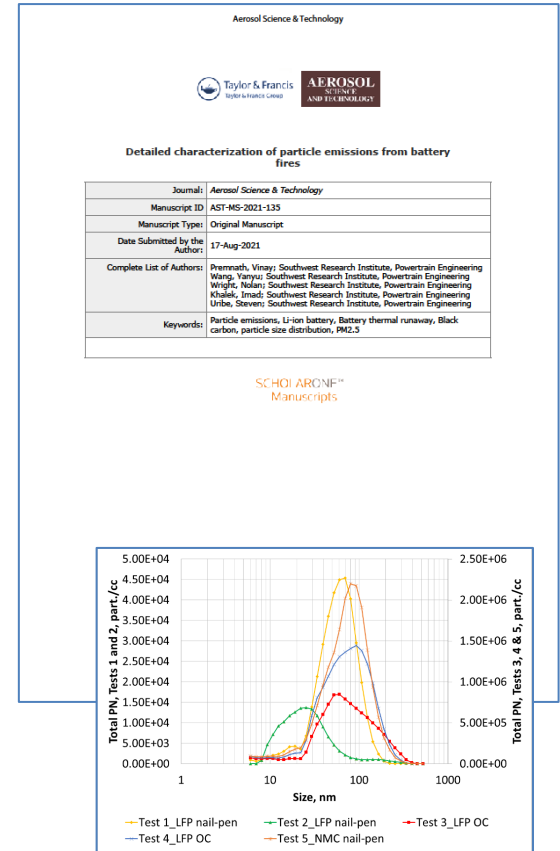 Aerosol Science & Technology
Taylor & Francis
Taylor & Francis Group
AEROSOL
SCIENCE
AND TECHNOLOGY
Detailed characterization of particle emissions from battery
fires
Journal: Aerosol Science & Technology
Manuscript ID AST-MS-2021-135
Manuscript Type: Original Manuscript
Date Submitted by the
Author: 17-Aug-2021
Complete List of Authors: Premnath, Vinay; Southwest Research Institute, Powertrain Engineering
Wang, Yanyu; Southwest Research Institute, Powertrain Engineering
Wright, Nolan; Southwest Research Institute, Powertrain Engineering
Khalek, Imad; Southwest Research Institute, Powertrain Engineering
Uribe, Steven; Southwest Research Institute, Powertrain Engineering
Keywords: Particle emissions, Li-ion battery, Battery thermal runaway, Black
carbon, particle size distribution, PM2.5
SCHOLARONE™
Manuscripts
Total PN, Tests 1 and 2, part./cc
5.00E+04
4.50E+04
4.00E+04
3.50E+04
3.00E+04
2.50E+04
2.00E+04
1.50E+04
1.00E+04
5.00E+03
0.00E+00
2.50E+06
2.00E+06
1.50E+06
1.00E+06
5.00E+05
0.00E+00
Total PN, Tests 3, 4 & 5, part./cc
1 10 100 1000
Size, nm
Test 1_LFP nail-pen Test 2_LFP nail-pen Test 3_LFP OC
Test 4_LFP OC Test 5_NMC nail-pen